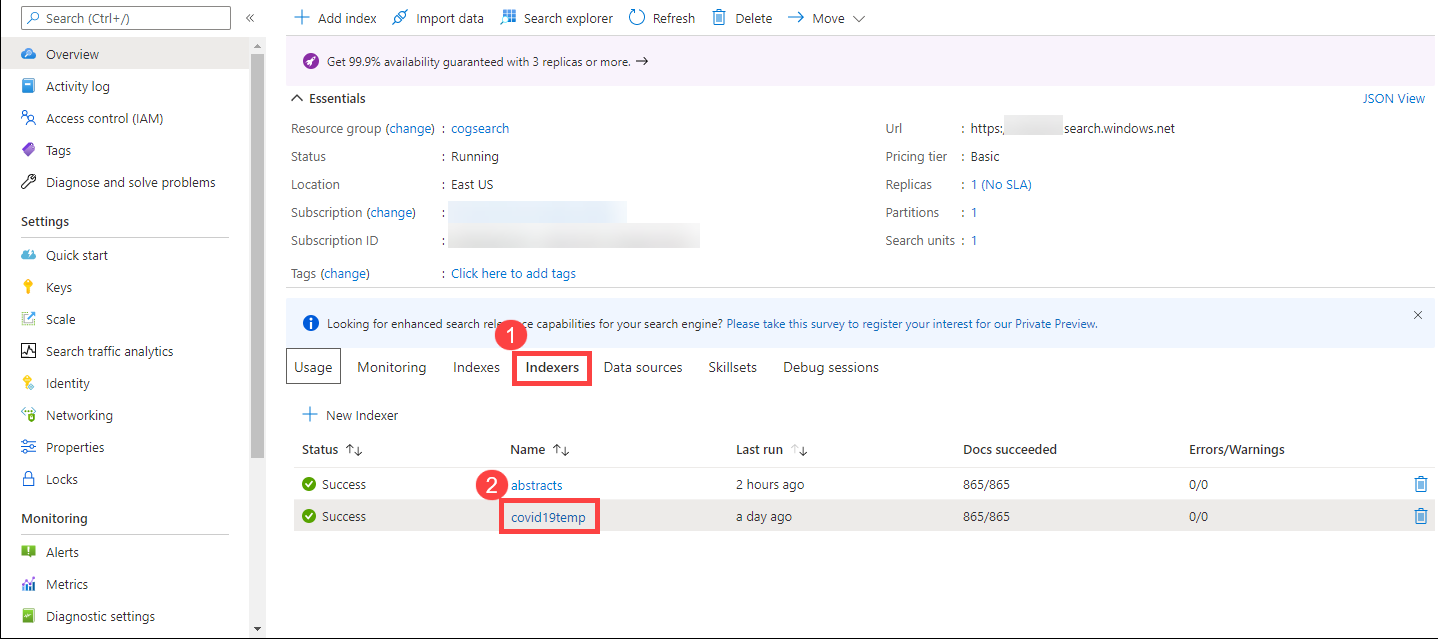 Search (Ctrl+/)
«
Overview
Activity log
Access control (IAM)
Tags
Diagnose and solve problems
Settings
Quick start
Keys
Scale
Search traffic analytics
Identity
Networking
Properties
Locks
Monitoring
Alerts
Metrics
Diagnostic settings
Add index Import data Search explorer Refresh Delete Move
Get 99.9% availability guaranteed with 3 replicas or more. →
Essentials JSON View
Resource group (change) : cogsearch
Status : Running
Location : East US
Subscription (change) :
Subscription ID :
Tags (change) : Click here to add tags
Url : https: search.windows.net
Pricing tier : Basic
Replicas : 1 (No SLA)
Partitions : 1
Search units : 1
Looking for enhanced search capabilities for your search engine? Please take this survey to register your interest for our Private Preview.
1
Usage Monitoring Indexes Indexers Data sources Skillsets Debug sessions
New Indexer
Status ↑↓ Name ↑↓ Last run ↑↓ Docs succeeded Errors/Warnings
Success 2 abstracts 2 hours ago 865/865 0/0
Success covid19temp a day ago 865/865 0/0